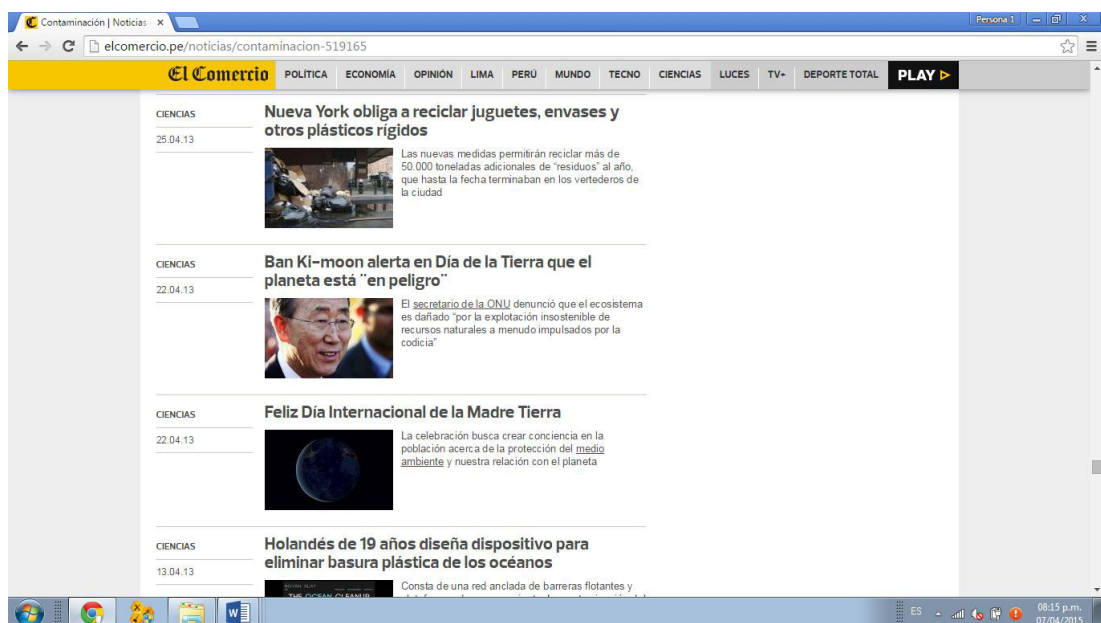 Contaminación | Noticias
Persona 1
elcomercio.pe/noticias/contaminacion-519165
El Comercio POLÍTICA ECONOMÍA OPINIÓN LIMA PERÚ MUNDO TECNO CIENCIAS LUCES TV+ DEPORTE TOTAL PLAY
CIENCIAS
25.04.13
Nueva York obliga a reciclar juguetes, envases y
otros plásticos rígidos
Las nuevas medidas permitirán reciclar más de
50.000 toneladas adicionales de “residuos” al año,
que hasta la fecha terminaban en los vertederos de
la ciudad
CIENCIAS
22.04.13
Ban Ki-moon alerta en Día de la Tierra que el
planeta está ¨en peligro¨
El secretario de la ONU denunció que el ecosistema
es dañado “por la explotación insostenible de
recursos naturales a menudo impulsados por la
codicia”
CIENCIAS
22.04.13
Feliz Día Internacional de la Madre Tierra
La celebración busca crear conciencia en la
población acerca de la protección del medio
ambiente y nuestra relación con el planeta
CIENCIAS
13.04.13
Holandés de 19 años diseña dispositivo para
eliminar basura plástica de los océanos
THE OCEAN CLEANUP
Consta de una red anclada de barreras flotantes y
ES
08:15 p.m.
07/04/2015